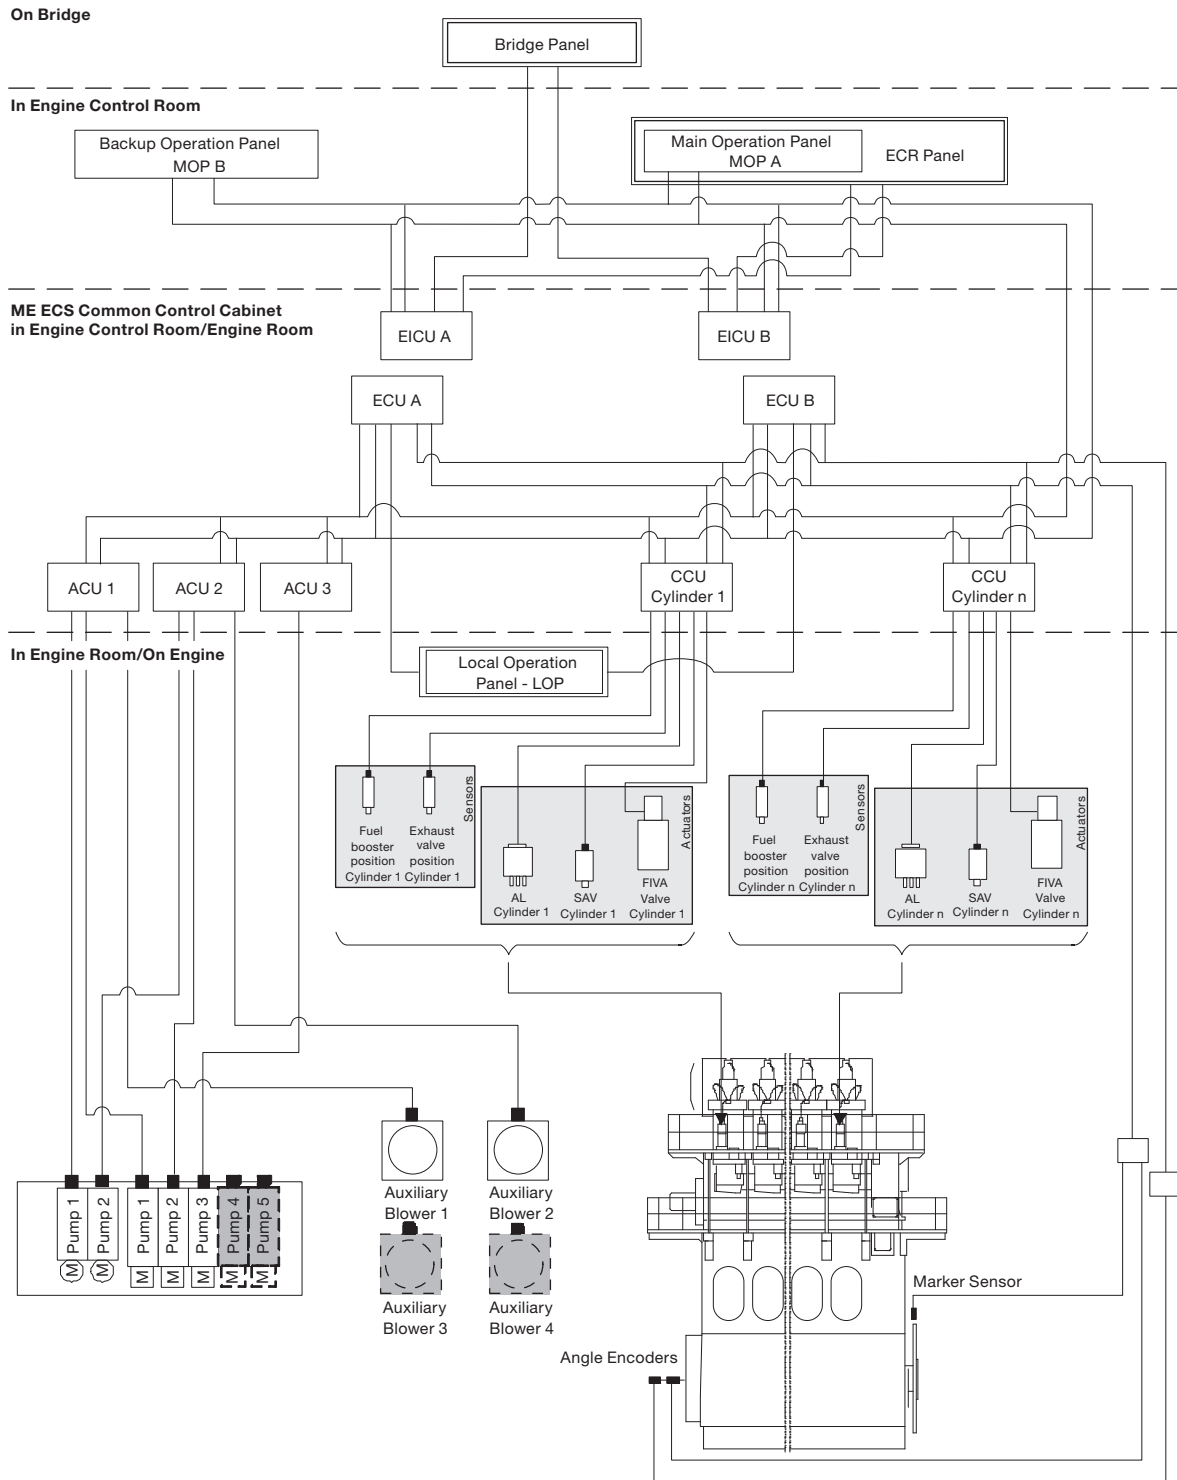 On Bridge
Bridge Panel
In Engine Control Room
Backup Operation Panel
MOP B
Main Operation Panel
MOP A
ECR Panel
ME ECS Common Control Cabinet
in Engine Control Room/Engine Room
EICU A
EICU B
ECU A
ECU B
ACU 1
ACU 2
ACU 3
CCU
Cylinder 1
CCU
Cylinder n
In Engine Room/On Engine
Local Operation
Panel - LOP
Sensors
Fuel
booster
position
Cylinder 1
Exhaust
valve
position
Cylinder 1
Actuators
AL
Cylinder 1
SAV
Cylinder 1
FIVA
Valve
Cylinder 1
Sensors
Fuel
booster
position
Cylinder n
Exhaust
valve
position
Cylinder n
Actuators
AL
Cylinder n
SAV
Cylinder n
FIVA
Valve
Cylinder n
Pump 1
M
Pump 2
M
Pump 1
M
Pump 2
M
Pump 3
M
Pump 4
M
Pump 5
M
Auxiliary
Blower 1
Auxiliary
Blower 2
Auxiliary
Blower 3
Auxiliary
Blower 4
Marker Sensor
Angle Encoders